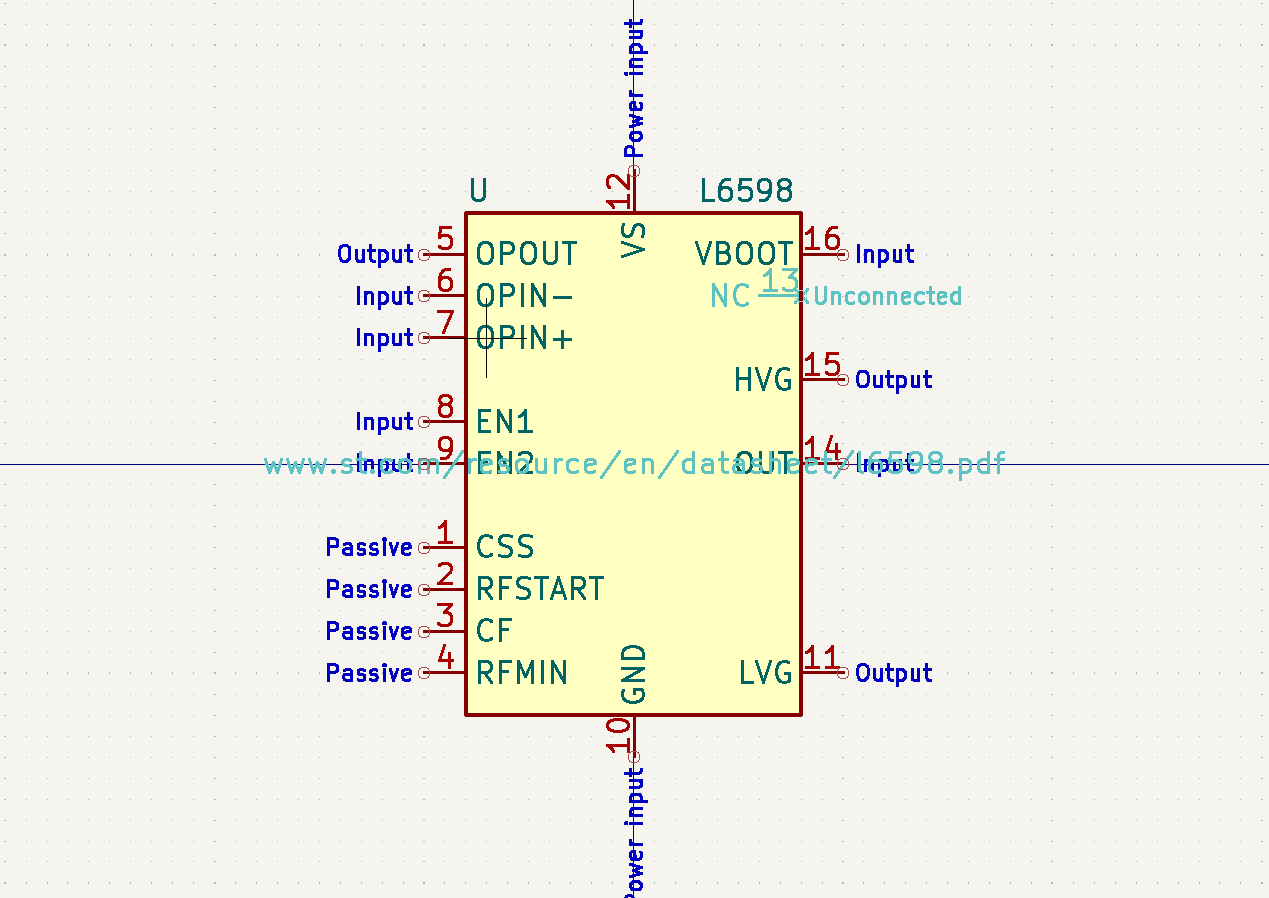 Power input
12
U
L6598
VS
Output 5 OPOUT
VBOOT 16 Input
Input 6 OPIN-
NC 13 Unconnected
Input 7 OPIN+
HVG 15 Output
Input 8 EN1
Input 9 EN2
OUT 14 Input
www.st.com/resource/en/datasheet/l6598.pdf
Passive 1 CSS
Passive 2 RFSTART
Passive 3 CF
Passive 4 RFMIN
LVG 11 Output
GND
10
Power input